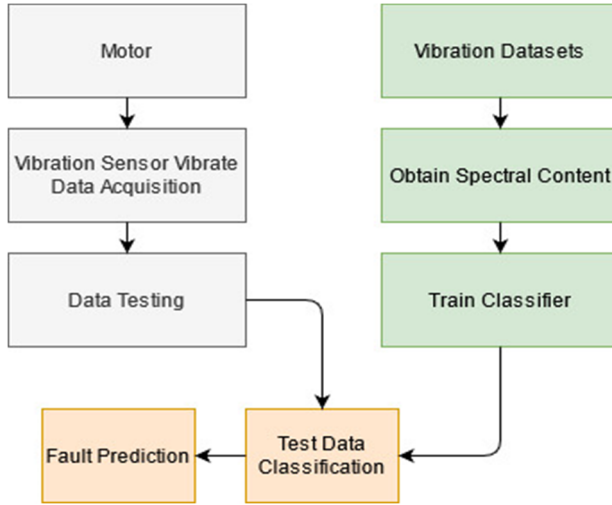 Motor
Vibration Sensor Vibrate
Data Acquisition
Data Testing
Vibration Datasets
Obtain Spectral Content
Train Classifier
Test Data
Classification
Fault Prediction